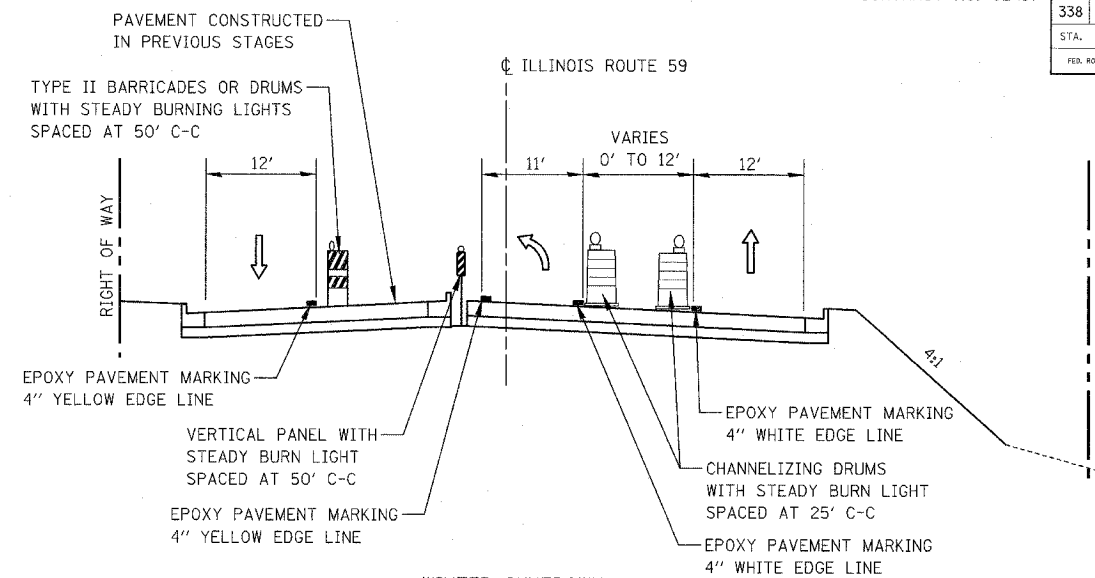 338
STA.
FED. RO
PAVEMENT CONSTRUCTED
IN PREVIOUS STAGES
℄ ILLINOIS ROUTE 59
TYPE II BARRICADES OR DRUMS
WITH STEADY BURNING LIGHTS
SPACED AT 50' C-C
VARIES
0' TO 12'
12'
11'
12'
RIGHT OF WAY
4:1
EPOXY PAVEMENT MARKING
4" YELLOW EDGE LINE
VERTICAL PANEL WITH
STEADY BURN LIGHT
SPACED AT 50' C-C
EPOXY PAVEMENT MARKING
4" YELLOW EDGE LINE
EPOXY PAVEMENT MARKING
4" WHITE EDGE LINE
CHANNELIZING DRUMS
WITH STEADY BURN LIGHT
SPACED AT 25' C-C
EPOXY PAVEMENT MARKING
4" WHITE EDGE LINE